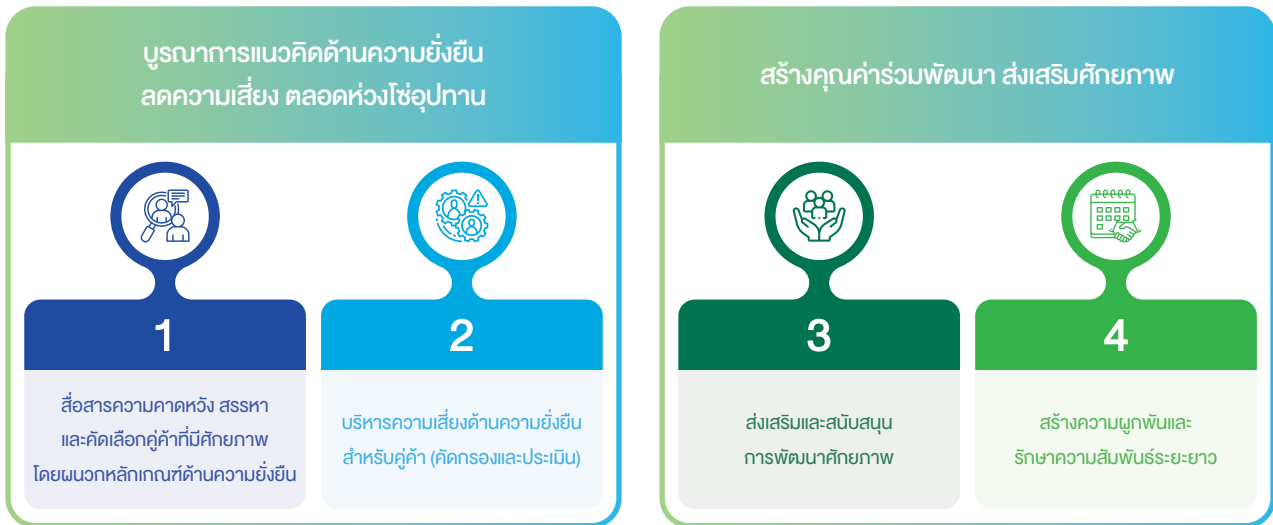 บูรณาการแนวคิดด้านความยั่งยืน
ลดความเสี่ยง ตลอดห่วงโซ่อุปทาน
1
สื่อสารความคาดหวัง สรรหา
และคัดเลือกคู่ค้าที่มีศักยภาพ
โดยผนวกหลักเกณฑ์ด้านความยั่งยืน
2
บริหารความเสี่ยงด้านความยั่งยืน
สำหรับคู่ค้า (คัดกรองและประเมิน)
สร้างคุณค่าร่วมพัฒนา ส่งเสริมศักยภาพ
3
ส่งเสริมและสนับสนุน
การพัฒนาศักยภาพ
4
สร้างความผูกพันและ
รักษาความสัมพันธ์ระยะยาว